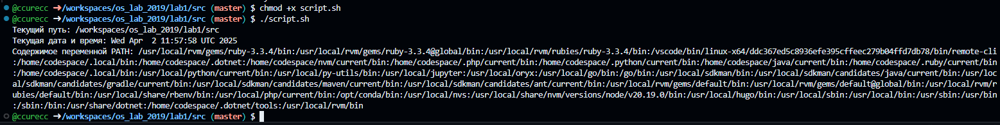 @ccurecc ➜/workspaces/os_lab_2019/lab1/src (master) $ chmod +x script.sh
@ccurecc ➜/workspaces/os_lab_2019/lab1/src (master) $ ./script.sh
Текущий путь: /workspaces/os_lab_2019/lab1/src
Текущая дата и время: Wed Apr  2 11:57:58 UTC 2025
Содержимое переменной PATH: /usr/local/rvm/gems/ruby-3.3.4/bin:/usr/local/rvm/gems/ruby-3.3.4@global/bin:/usr/local/rvm/rubies/ruby-3.3.4/bin:/vscode/bin/linux-x64/ddc367ed5c8936efe395cffeec279b04ffd7db78/bin/remote-cli
:/home/codespace/.local/bin:/home/codespace/.dotnet:/home/codespace/nvm/current/bin:/home/codespace/.php/current/bin:/home/codespace/.python/current/bin:/home/codespace/java/current/bin:/home/codespace/.ruby/current/bin
:/home/codespace/.local/bin:/usr/local/python/current/bin:/usr/local/py-utils/bin:/usr/local/jupyter:/usr/local/oryx:/usr/local/go/bin:/go/bin:/usr/local/sdkman/bin:/usr/local/sdkman/candidates/java/current/bin:/usr/loc
al/sdkman/candidates/gradle/current/bin:/usr/local/sdkman/candidates/maven/current/bin:/usr/local/sdkman/candidates/ant/current/bin:/usr/local/rvm/gems/default/bin:/usr/local/rvm/gems/default@global/bin:/usr/local/rvm/r
ubies/default/bin:/usr/local/share/rbenv/bin:/usr/local/php/current/bin:/opt/conda/bin:/usr/local/nvs:/usr/local/share/nvm/versions/node/v20.19.0/bin:/usr/local/hugo/bin:/usr/local/sbin:/usr/local/bin:/usr/sbin:/usr/bin
:/sbin:/bin:/usr/share/dotnet:/home/codespace/.dotnet/tools:/usr/local/rvm/bin
@ccurecc ➜/workspaces/os_lab_2019/lab1/src (master) $